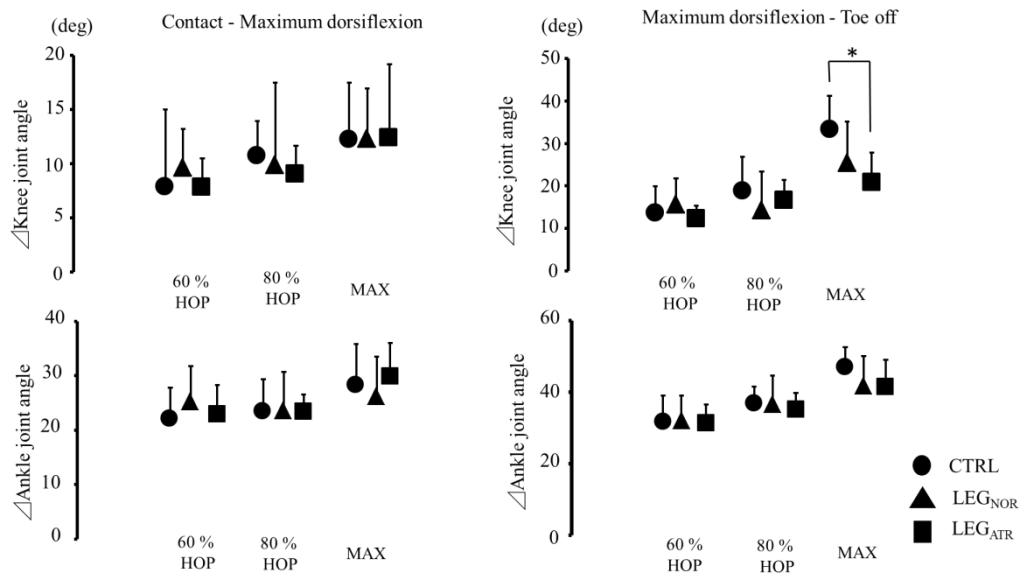 (deg)
Contact - Maximum dorsiflexion
20
15
10
5
0
⊿Knee joint angle
60 %
HOP
80 %
HOP
MAX
(deg)
Maximum dorsiflexion - Toe off
50
40
30
20
10
0
⊿Knee joint angle
*
60 %
HOP
80 %
HOP
MAX
40
30
20
10
0
⊿Ankle joint angle
60 %
HOP
80 %
HOP
MAX
60
40
20
0
⊿Ankle joint angle
60 %
HOP
80 %
HOP
MAX
CTRL
LEGNOR
LEGATR